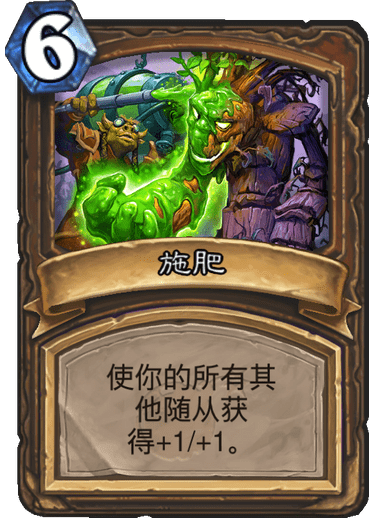 6
施肥
使你的所有其
他随从获
得+1/+1。